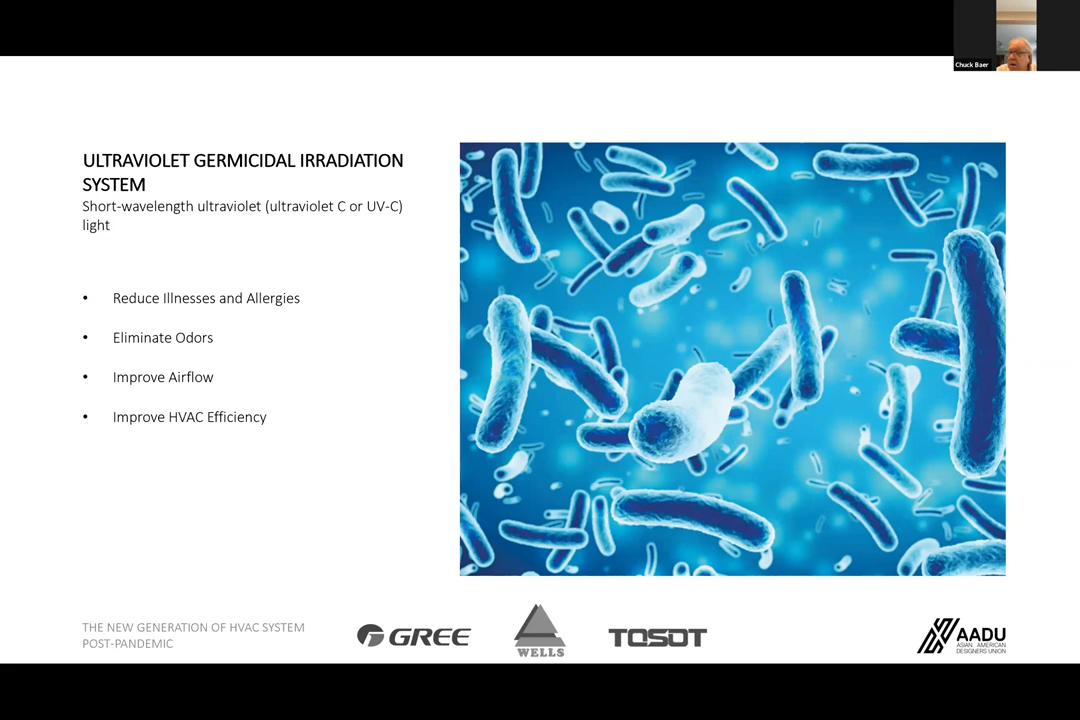 Chuck Baer
ULTRAVIOLET GERMICIDAL IRRADIATION
SYSTEM
Short-wavelength ultraviolet (ultraviolet C or UV-C)
light
• Reduce Illnesses and Allergies
• Eliminate Odors
• Improve Airflow
• Improve HVAC Efficiency
THE NEW GENERATION OF HVAC SYSTEM
POST-PANDEMIC
GREE
WELLS
TOSOT
AADU
ASIAN AMERICAN
DESIGNERS UNION